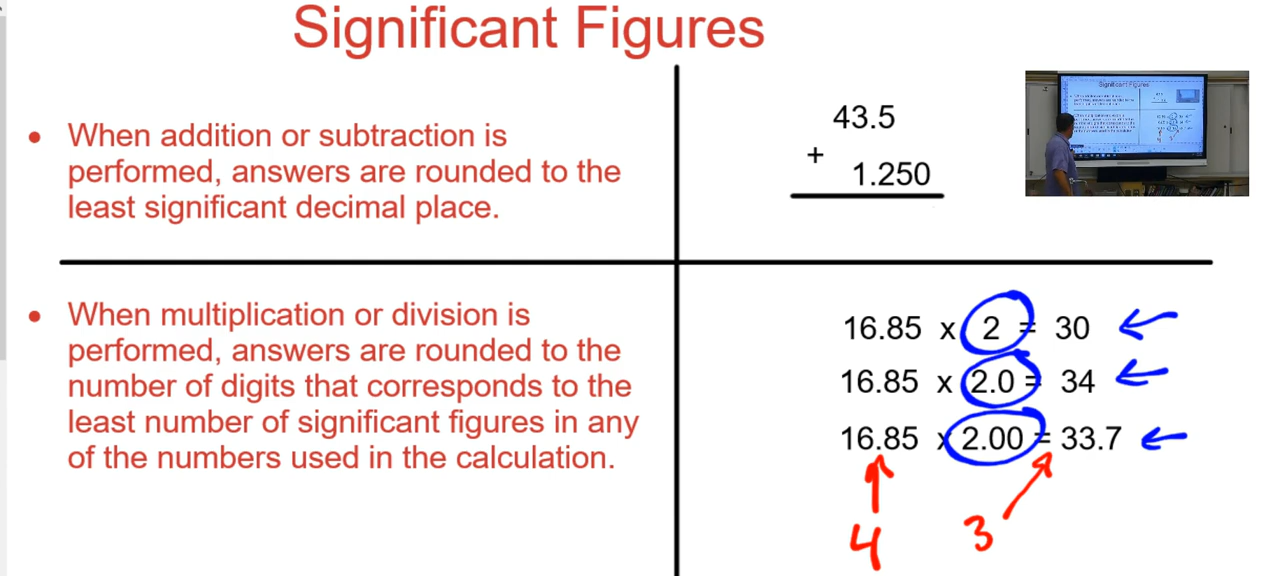 Significant Figures
• When addition or subtraction is
performed, answers are rounded to the
least significant decimal place.
43.5
+
1.250
• When multiplication or division is
performed, answers are rounded to the
number of digits that corresponds to the
least number of significant figures in any
of the numbers used in the calculation.
16.85 x 2 = 30
16.85 x 2.0 = 34
16.85 x 2.00 = 33.7
4
3
Significant Figures